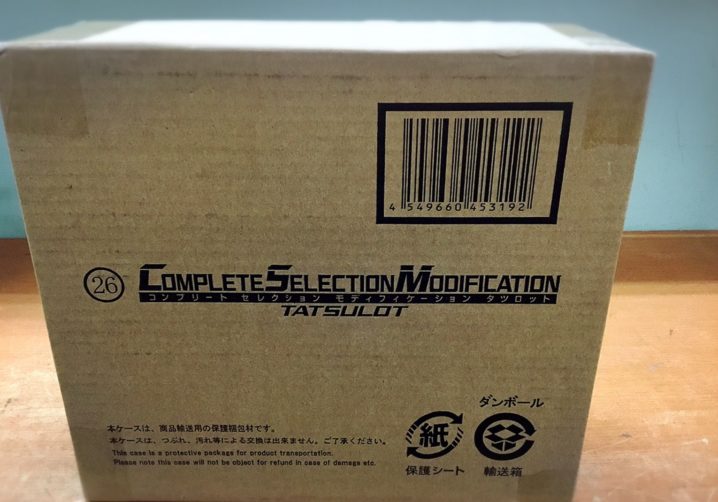 4 549660 453192
26 COMPLETE SELECTION MODIFICATION
コンプリート セレクション モディフィケーション タツロット
TATSULOT
ダンボール
紙
保護シート
輸送箱
本ケースは、商品輸送用の保護梱包材です。
本ケースは、つぶれ、汚れ等による交換は出来ません。ご了承ください。
This case is a protective package for product transportation.
Please note this case will not be object for refund in case of damage etc.